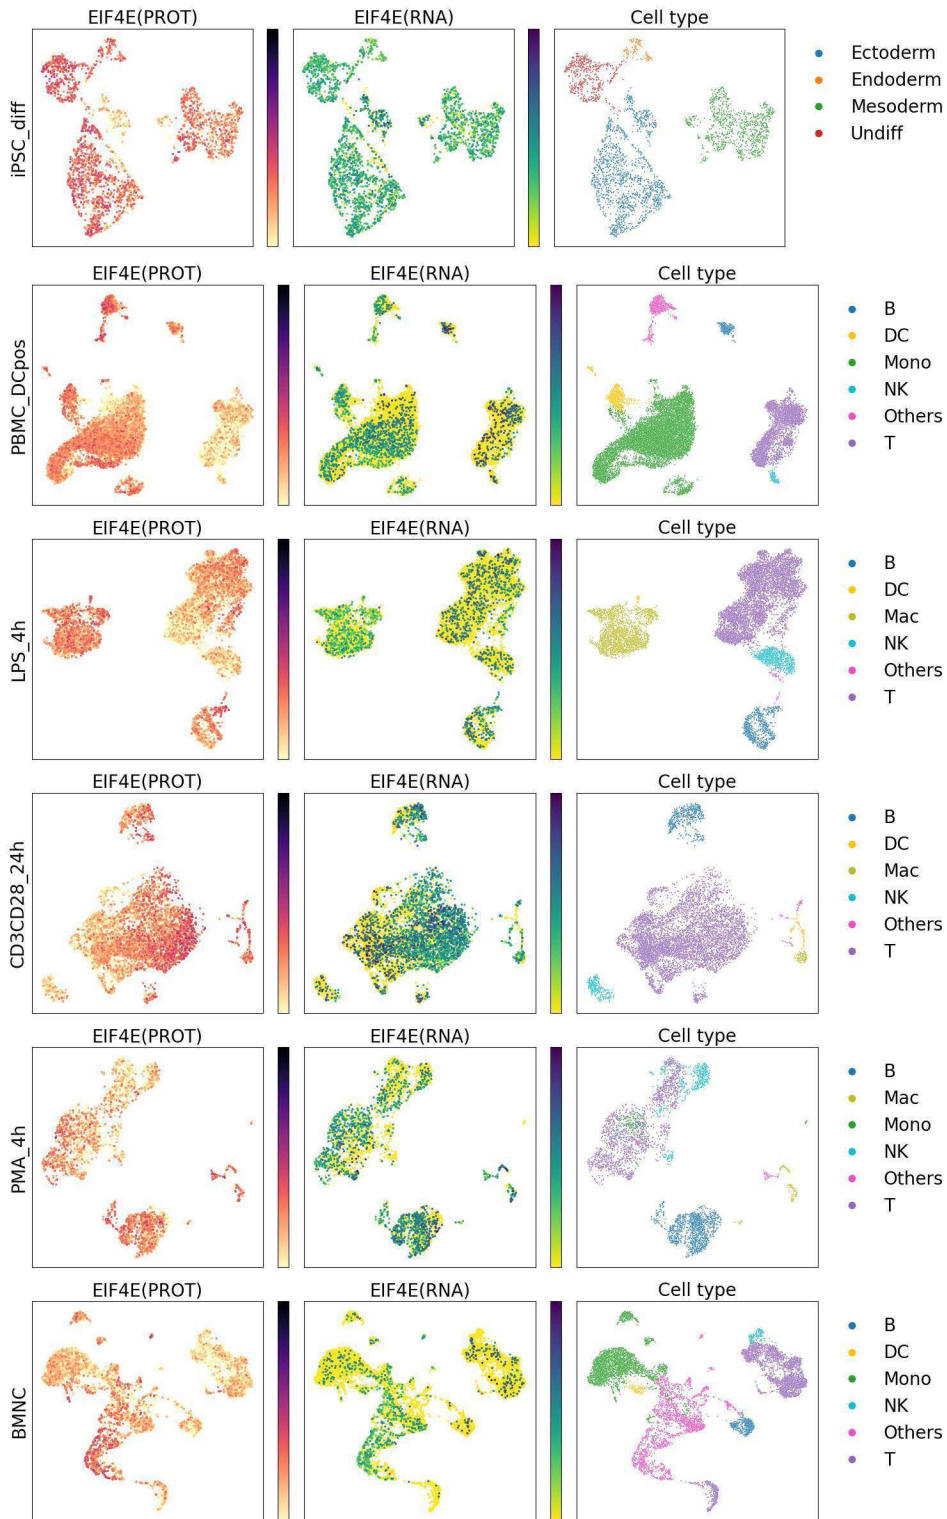 EIF4E(PROT) EIF4E(RNA) Cell type
iPSC_diff
Ectoderm
Endoderm
Mesoderm
Undiff
EIF4E(PROT) EIF4E(RNA) Cell type
PBMC_DCpos
B
DC
Mono
NK
Others
T
EIF4E(PROT) EIF4E(RNA) Cell type
LPS_4h
B
DC
Mac
NK
Others
T
EIF4E(PROT) EIF4E(RNA) Cell type
CD3CD28_24h
B
DC
Mac
NK
Others
T
EIF4E(PROT) EIF4E(RNA) Cell type
PMA_4h
B
Mac
Mono
NK
Others
T
EIF4E(PROT) EIF4E(RNA) Cell type
BMNC
B
DC
Mono
NK
Others
T